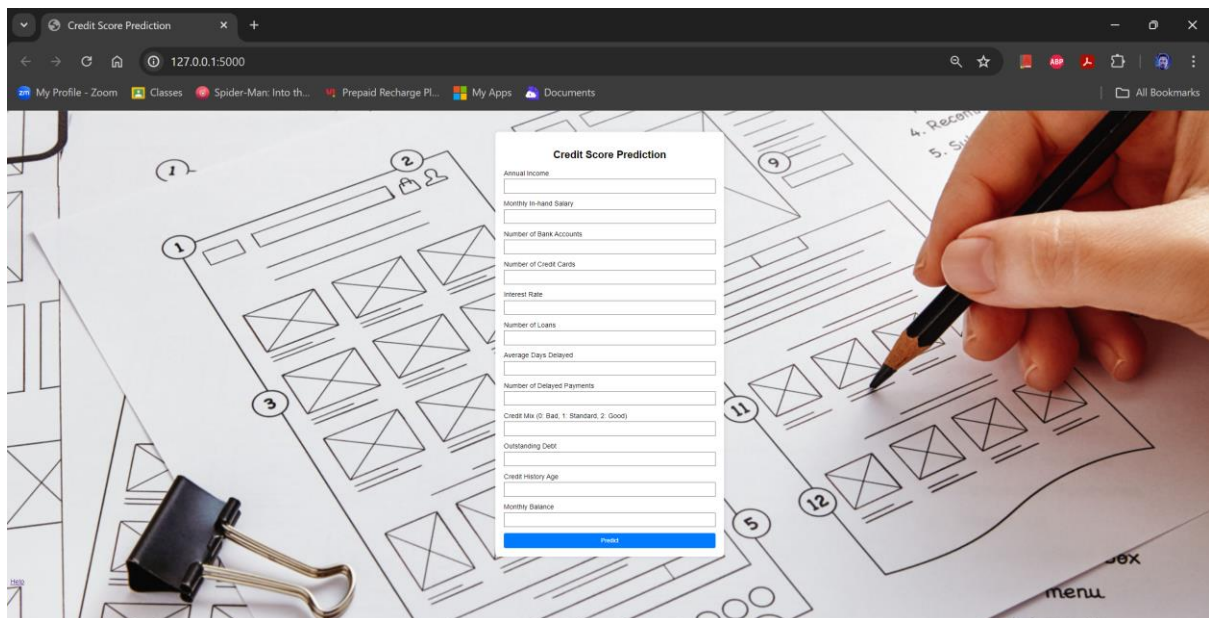 Credit Score Prediction
127.0.0.1:5000
My Profile - Zoom Classes Spider-Man: Into th... Prepaid Recharge Pl... My Apps Documents All Bookmarks
4. Recon
5. Su
Credit Score Prediction
Annual Income
Monthly In-hand Salary
Number of Bank Accounts
Number of Credit Cards
Interest Rate
Number of Loans
Average Days Delayed
Number of Delayed Payments
Credit Mix (0: Bad, 1: Standard, 2: Good)
Outstanding Debt
Credit History Age
Monthly Balance
Predict
1
2
9
1
3
11
12
5
Help
menu
ABP
zm